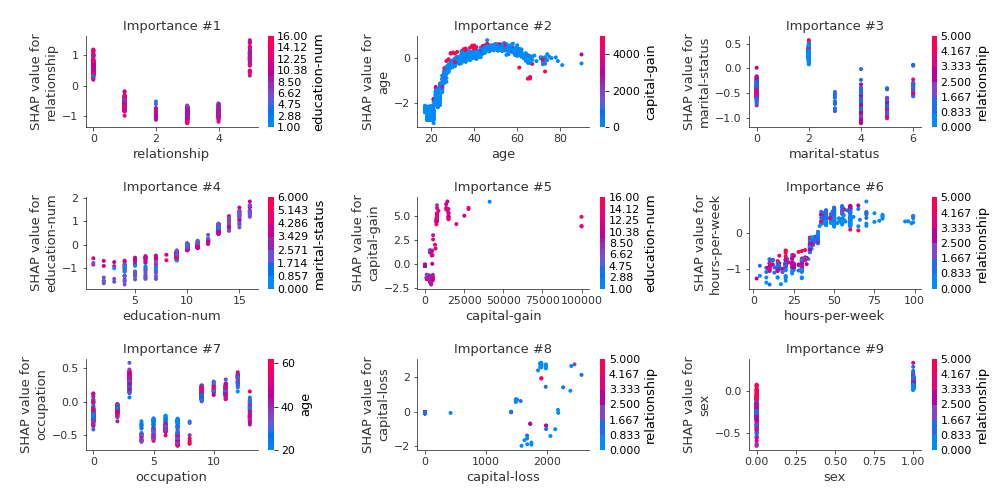 Importance #1
SHAP value for
relationship
1
0
−1
0
2
4
relationship
16.00
14.12
12.25
10.38
8.50
6.62
4.75
2.88
1.00
education-num
Importance #2
SHAP value for
age
0
−2
20
40
60
80
age
4000
2000
0
capital-gain
Importance #3
SHAP value for
marital-status
0.5
0.0
−0.5
−1.0
0
2
4
6
marital-status
5.000
4.167
3.333
2.500
1.667
0.833
0.000
relationship
Importance #4
SHAP value for
education-num
2
1
0
−1
5
10
15
education-num
6.000
5.143
4.286
3.429
2.571
1.714
0.857
0.000
marital-status
Importance #5
SHAP value for
capital-gain
5.0
2.5
0.0
−2.5
0
25000
50000
75000
100000
capital-gain
16.00
14.12
12.25
10.38
8.50
6.62
4.75
2.88
1.00
education-num
Importance #6
SHAP value for
hours-per-week
0
−1
0
25
50
75
100
hours-per-week
5.000
4.167
3.333
2.500
1.667
0.833
0.000
relationship
Importance #7
SHAP value for
occupation
0.5
0.0
−0.5
0
5
10
occupation
60
40
20
age
Importance #8
SHAP value for
capital-loss
2
0
−2
0
1000
2000
capital-loss
5.000
4.167
3.333
2.500
1.667
0.833
0.000
relationship
Importance #9
SHAP value for
sex
0.0
−0.5
0.00
0.25
0.50
0.75
1.00
sex
5.000
4.167
3.333
2.500
1.667
0.833
0.000
relationship